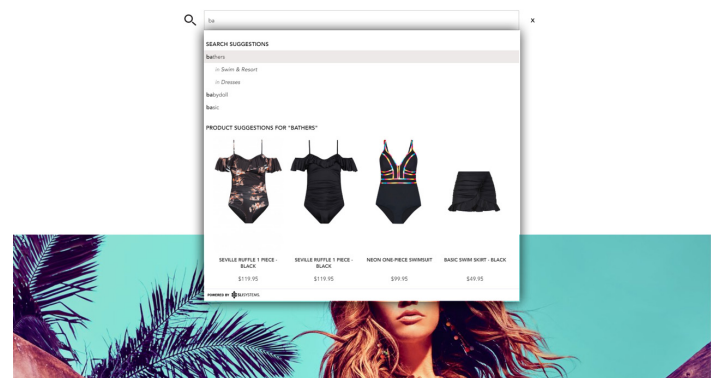 ba
x
SEARCH SUGGESTIONS
bathers
in Swim & Resort
in Dresses
babydoll
basic
PRODUCT SUGGESTIONS FOR "BATHERS"
SEVILLE RUFFLE 1 PIECE -
BLACK
$119.95
SEVILLE RUFFLE 1 PIECE -
BLACK
$119.95
NEON ONE-PIECE SWIMSUIT
$99.95
BASIC SWIM SKIRT - BLACK
$49.95
POWERED BY SLISYSTEMS